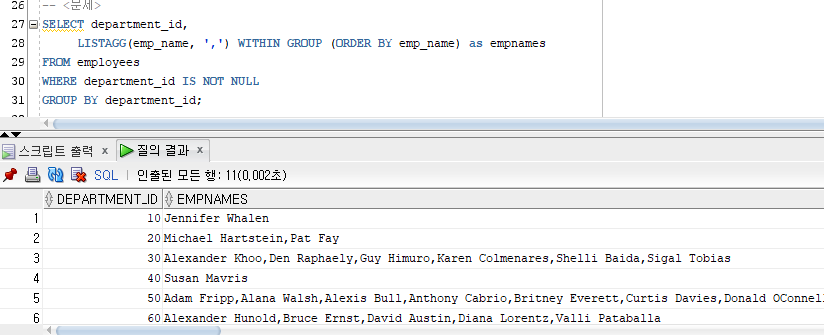 26 -- <문제>
27 SELECT department_id,
28 LISTAGG(emp_name, ',') WITHIN GROUP (ORDER BY emp_name) as empnames
29 FROM employees
30 WHERE department_id IS NOT NULL
31 GROUP BY department_id;
스크립트 출력 x 질의 결과 x
SQL | 인출된 모든 행: 11(0,002초)
DEPARTMENT_ID EMPNAMES
1 10 Jennifer Whalen
2 20 Michael Hartstein,Pat Fay
3 30 Alexander Khoo,Den Raphaely,Guy Himuro,Karen Colmenares,Shelli Baida,Sigal Tobias
4 40 Susan Mavris
5 50 Adam Fripp,Alana Walsh,Alexis Bull,Anthony Cabrio,Britney Everett,Curtis Davies,Donald OConnell
6 60 Alexander Hunold,Bruce Ernst,David Austin,Diana Lorentz,Valli Pataballa